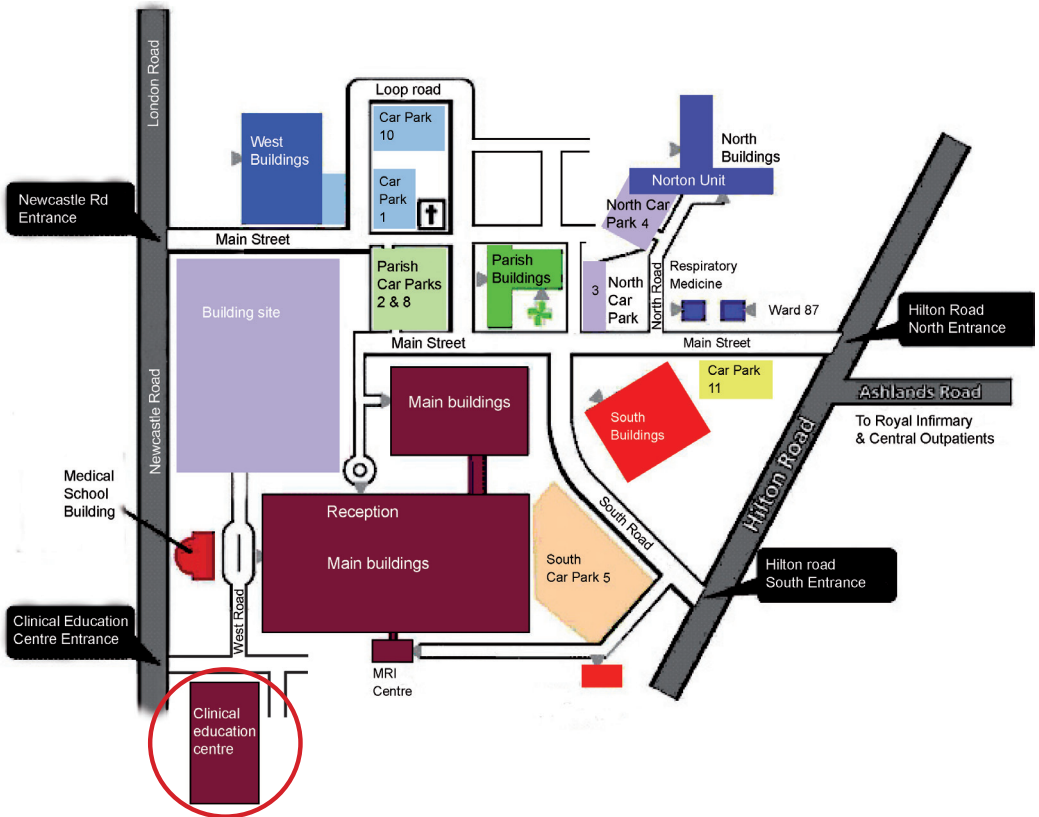 London Road
Loop road
Car Park
10
West
Buildings
North
Buildings
Norton Unit
Car
Park
1
North Car
Park 4
Newcastle Rd
Entrance
Main Street
Parish
Car Parks
2 & 8
Parish
Buildings
3
North
Car
Park
North Road
Respiratory
Medicine
Ward 87
Hilton Road
North Entrance
Building site
Main Street
Main Street
Car Park
11
Ashlands Road
To Royal Infirmary
& Central Outpatients
Newcastle Road
Main buildings
South
Buildings
Hilton Road
Medical
School
Building
Reception
Main buildings
South Road
South
Car Park 5
Hilton road
South Entrance
Clinical Education
Centre Entrance
West Road
MRI
Centre
Clinical
education
centre